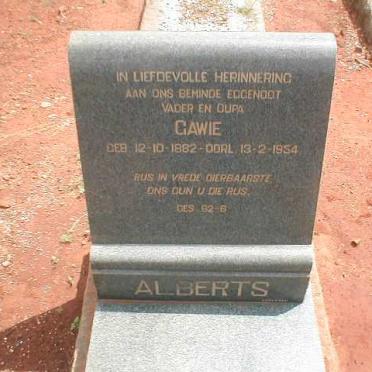 IN LIEFDEVOLLE HERINNERING
AAN ONS BEMINDE EGGENOOT
VADER EN OUPA
GAWIE
GEB. 12-10-1882-OORL. 13-2-1954
RUS IN VREDE DIERBAARSTE
ONS GUN U DIE RUS.
GES. 92-6
ALBERTS